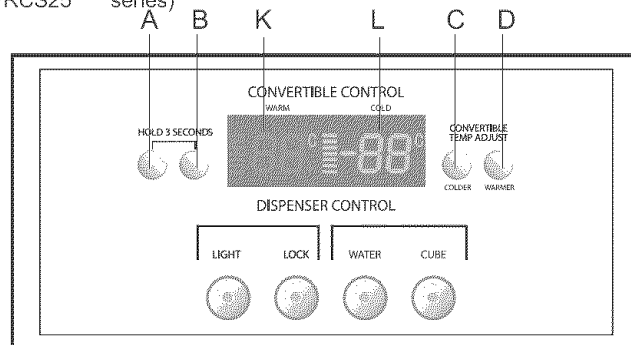 RCS25 series)
A B K L C D
CONVERTIBLE CONTROL
WARM COLD
HOLD 3 SECONDS
-88°
CONVERTIBLE
TEMP ADJUST
COLDER WARMER
DISPENSER CONTROL
LIGHT LOCK WATER CUBE